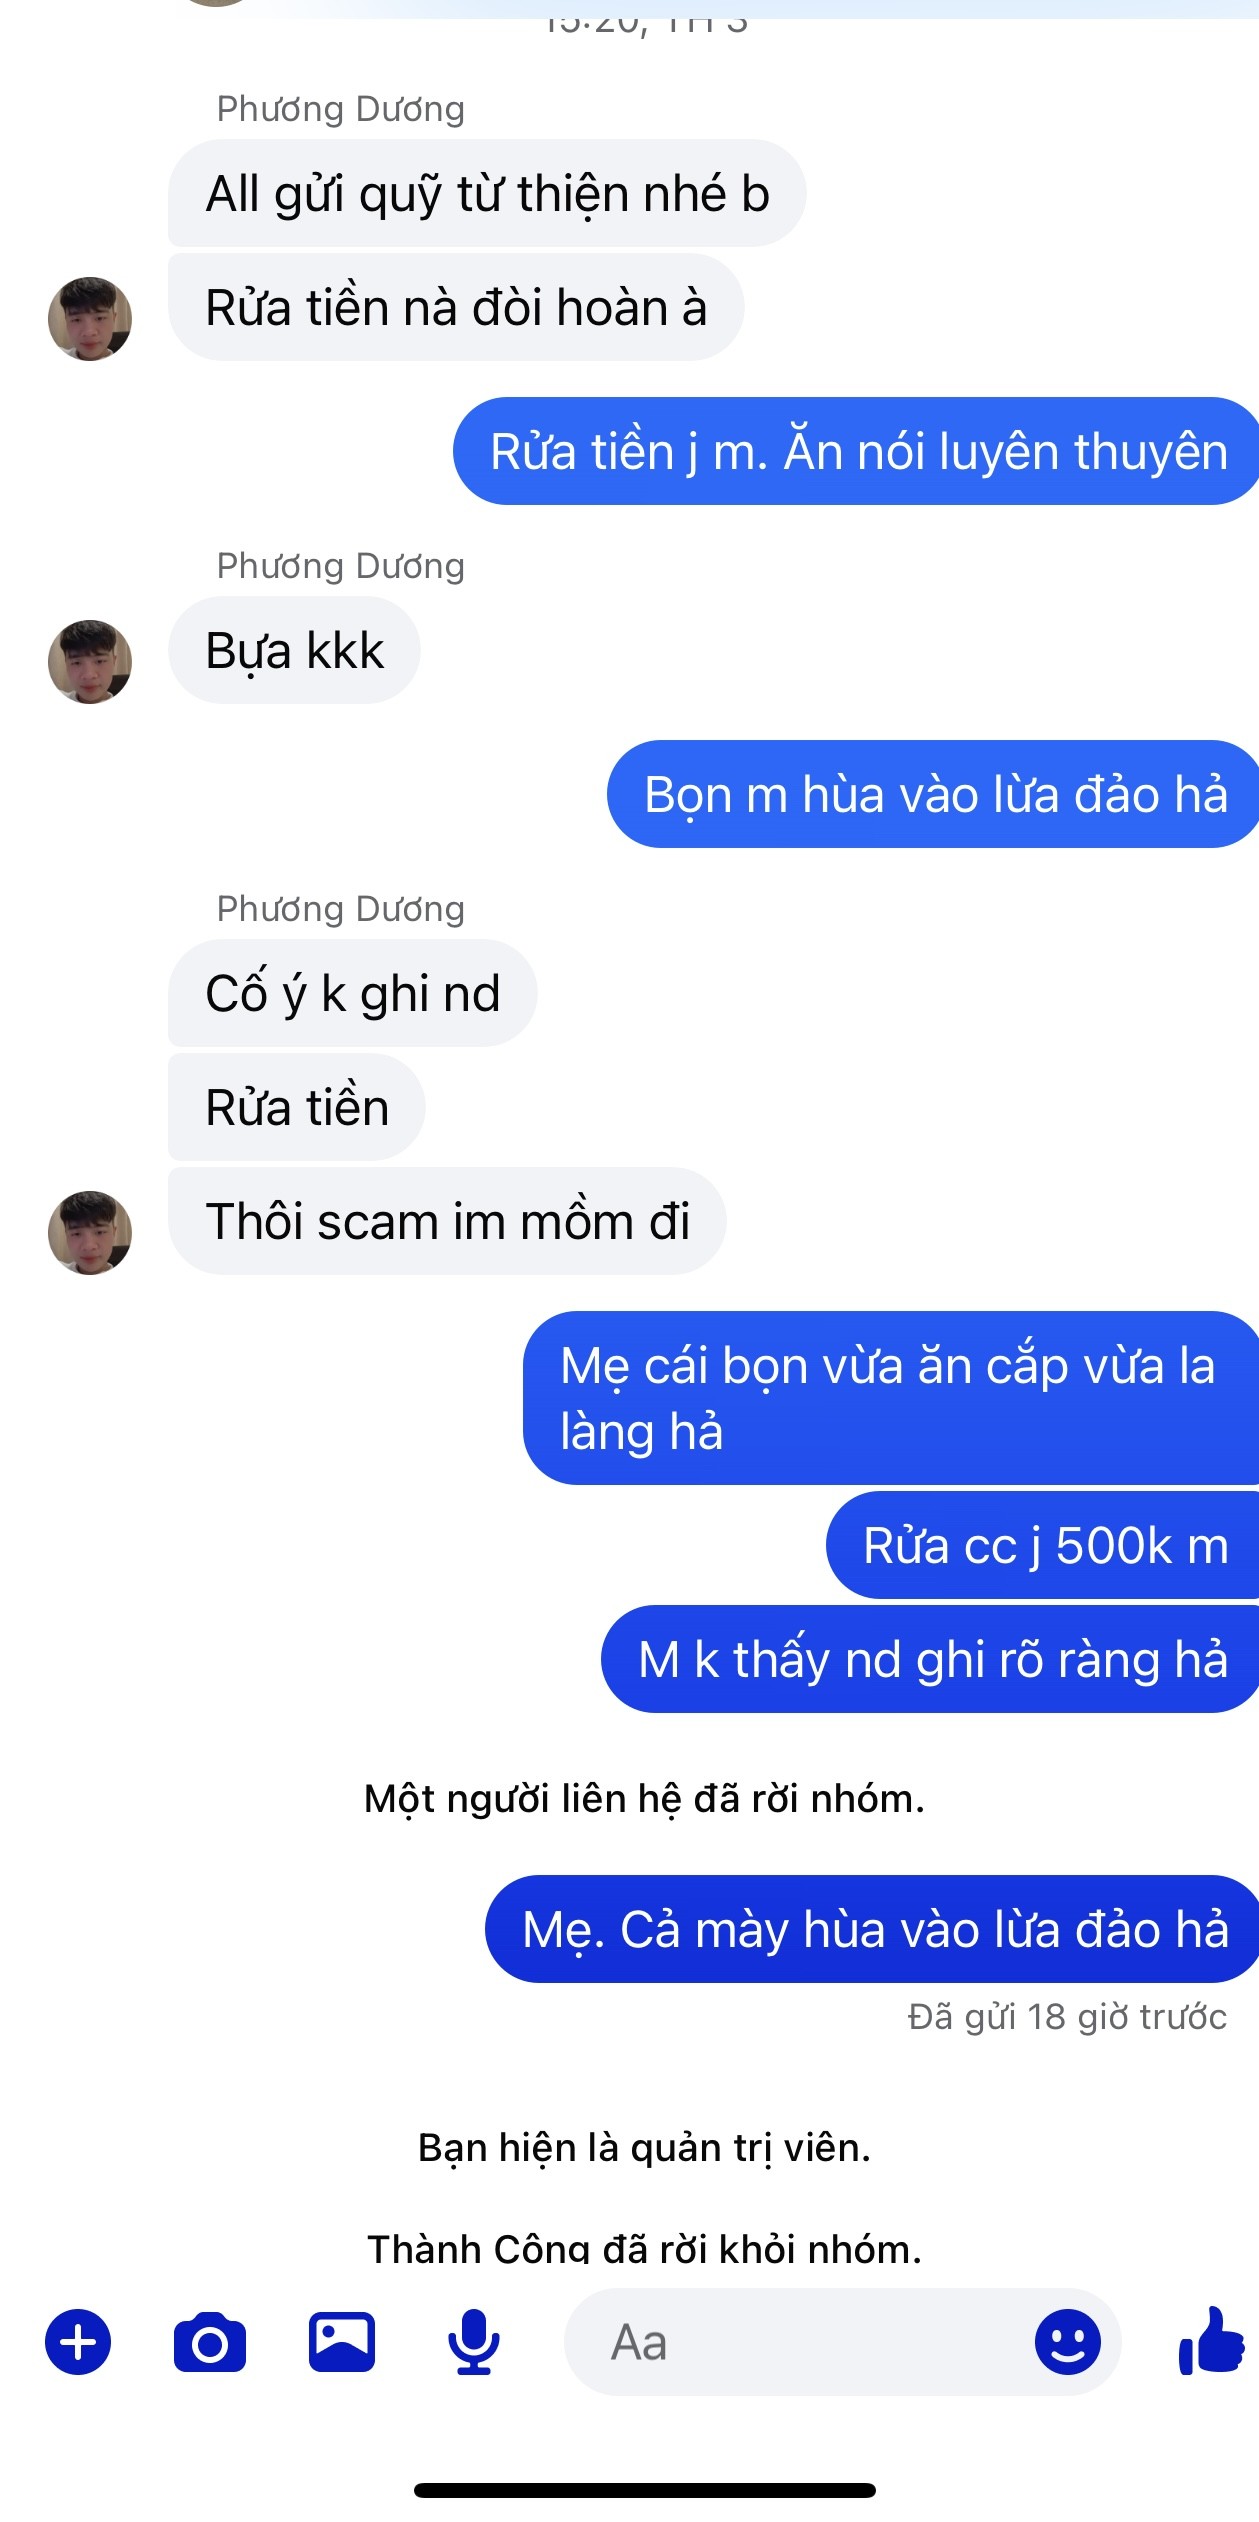 15:20, TH 3
Phương Dương
All gửi quỹ từ thiện nhé b
Rửa tiền nà đòi hoàn à
Rửa tiền j m. Ăn nói luyên thuyên
Phương Dương
Bựa kkk
Bọn m hùa vào lừa đảo hả
Phương Dương
Cố ý k ghi nd
Rửa tiền
Thôi scam im mồm đi
Mẹ cái bọn vừa ăn cắp vừa la
làng hả
Rửa cc j 500k m
M k thấy nd ghi rõ ràng hả
Một người liên hệ đã rời nhóm.
Mẹ. Cả mày hùa vào lừa đảo hả
Đã gửi 18 giờ trước
Bạn hiện là quản trị viên.
Thành Công đã rời khỏi nhóm.
Aa